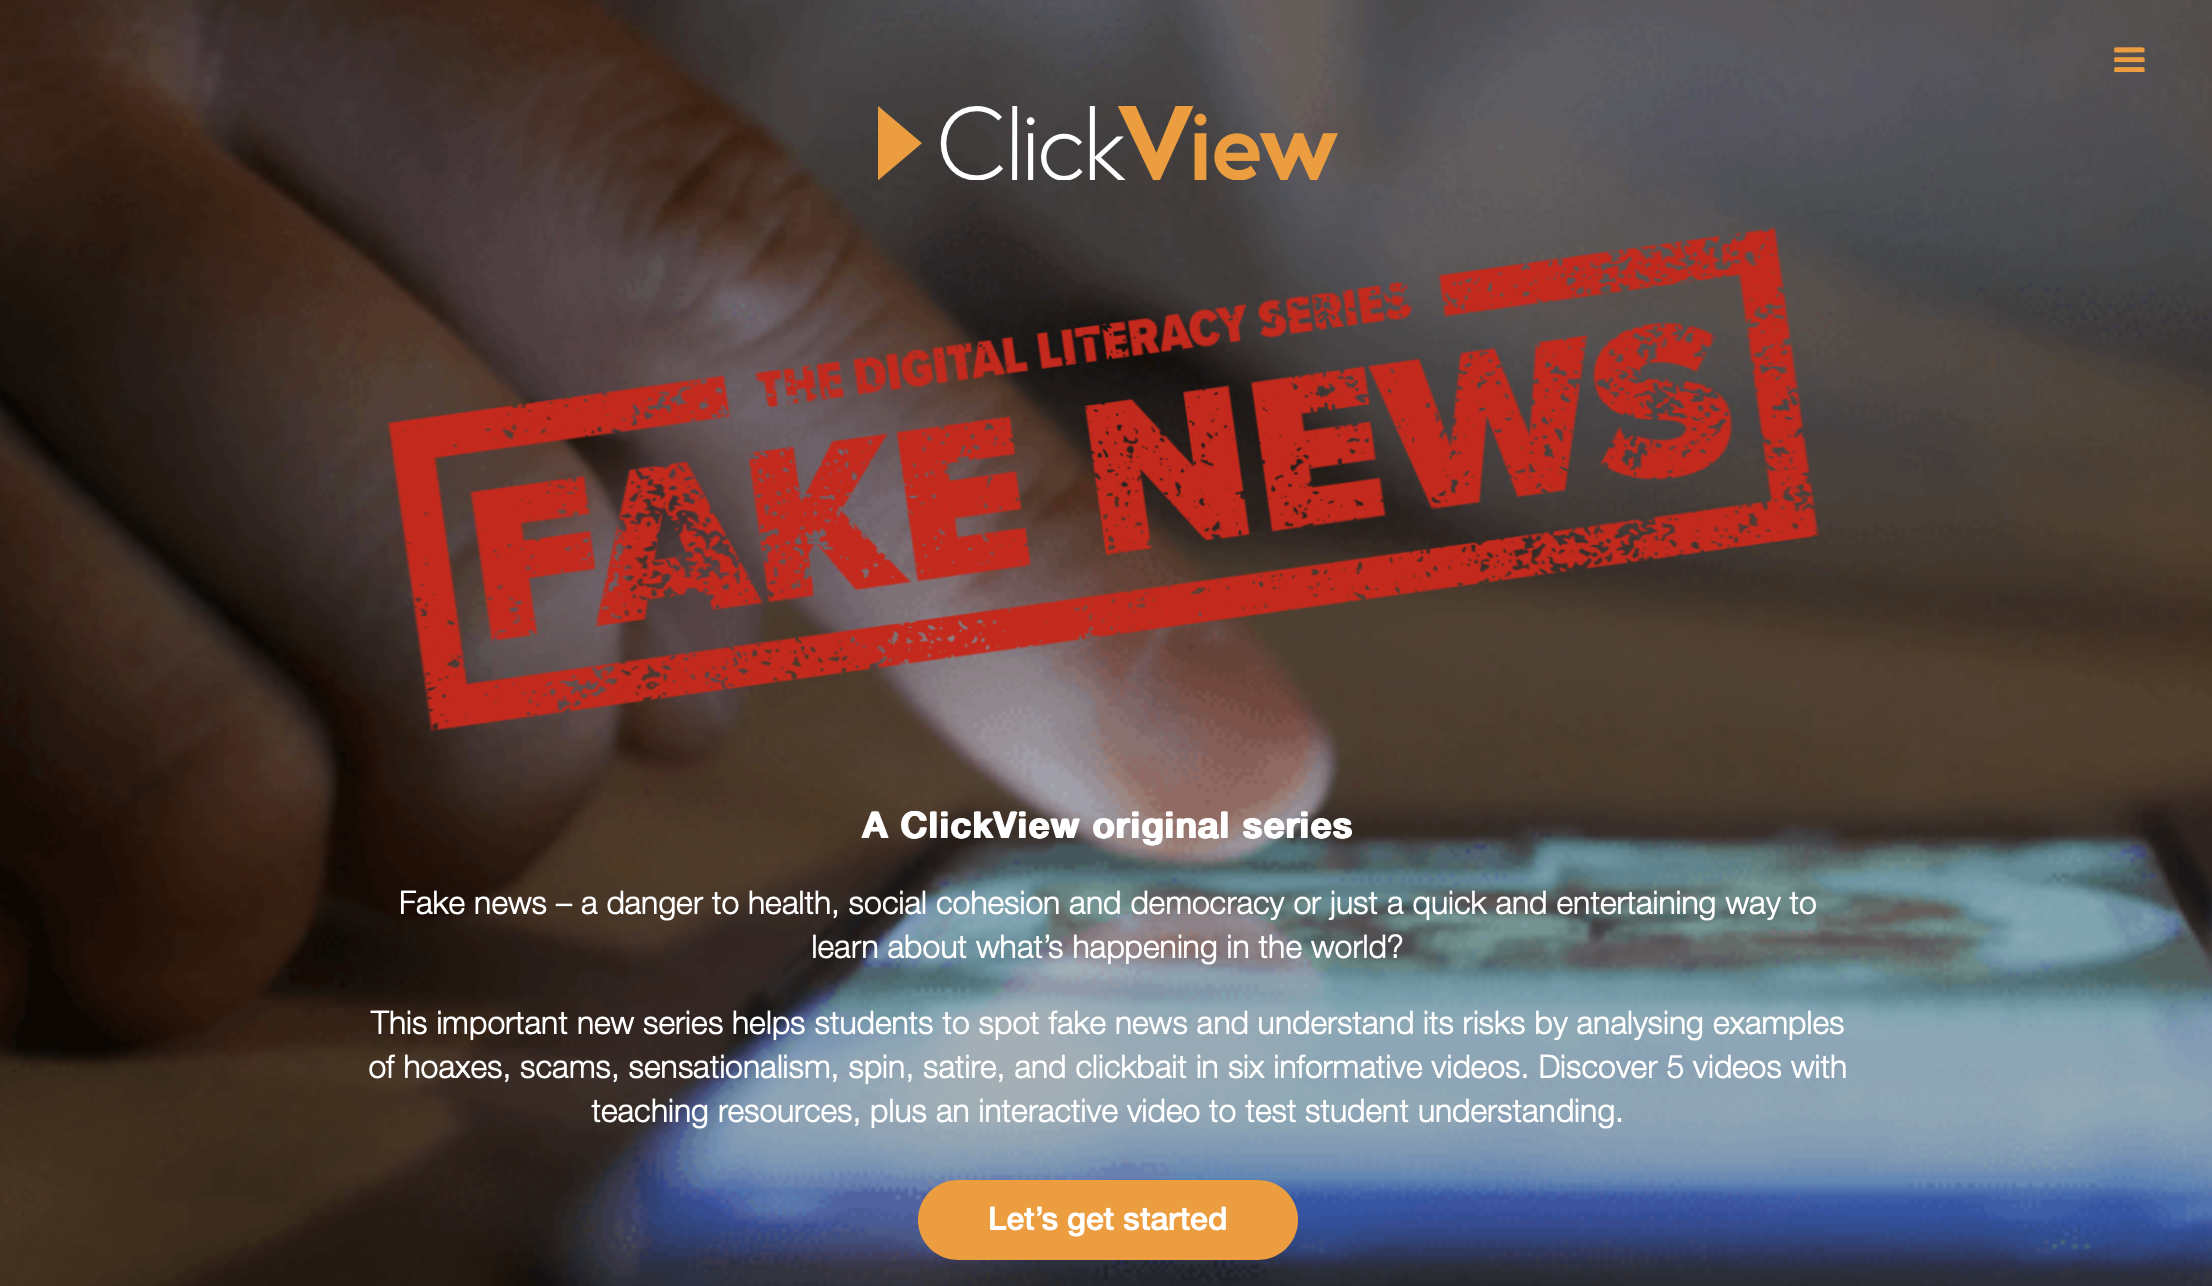 ClickView
THE DIGITAL LITERACY SERIES
FAKE NEWS
A ClickView original series
Fake news – a danger to health, social cohesion and democracy or just a quick and entertaining way to
learn about what’s happening in the world?
This important new series helps students to spot fake news and understand its risks by analysing examples
of hoaxes, scams, sensationalism, spin, satire, and clickbait in six informative videos. Discover 5 videos with
teaching resources, plus an interactive video to test student understanding.
Let’s get started